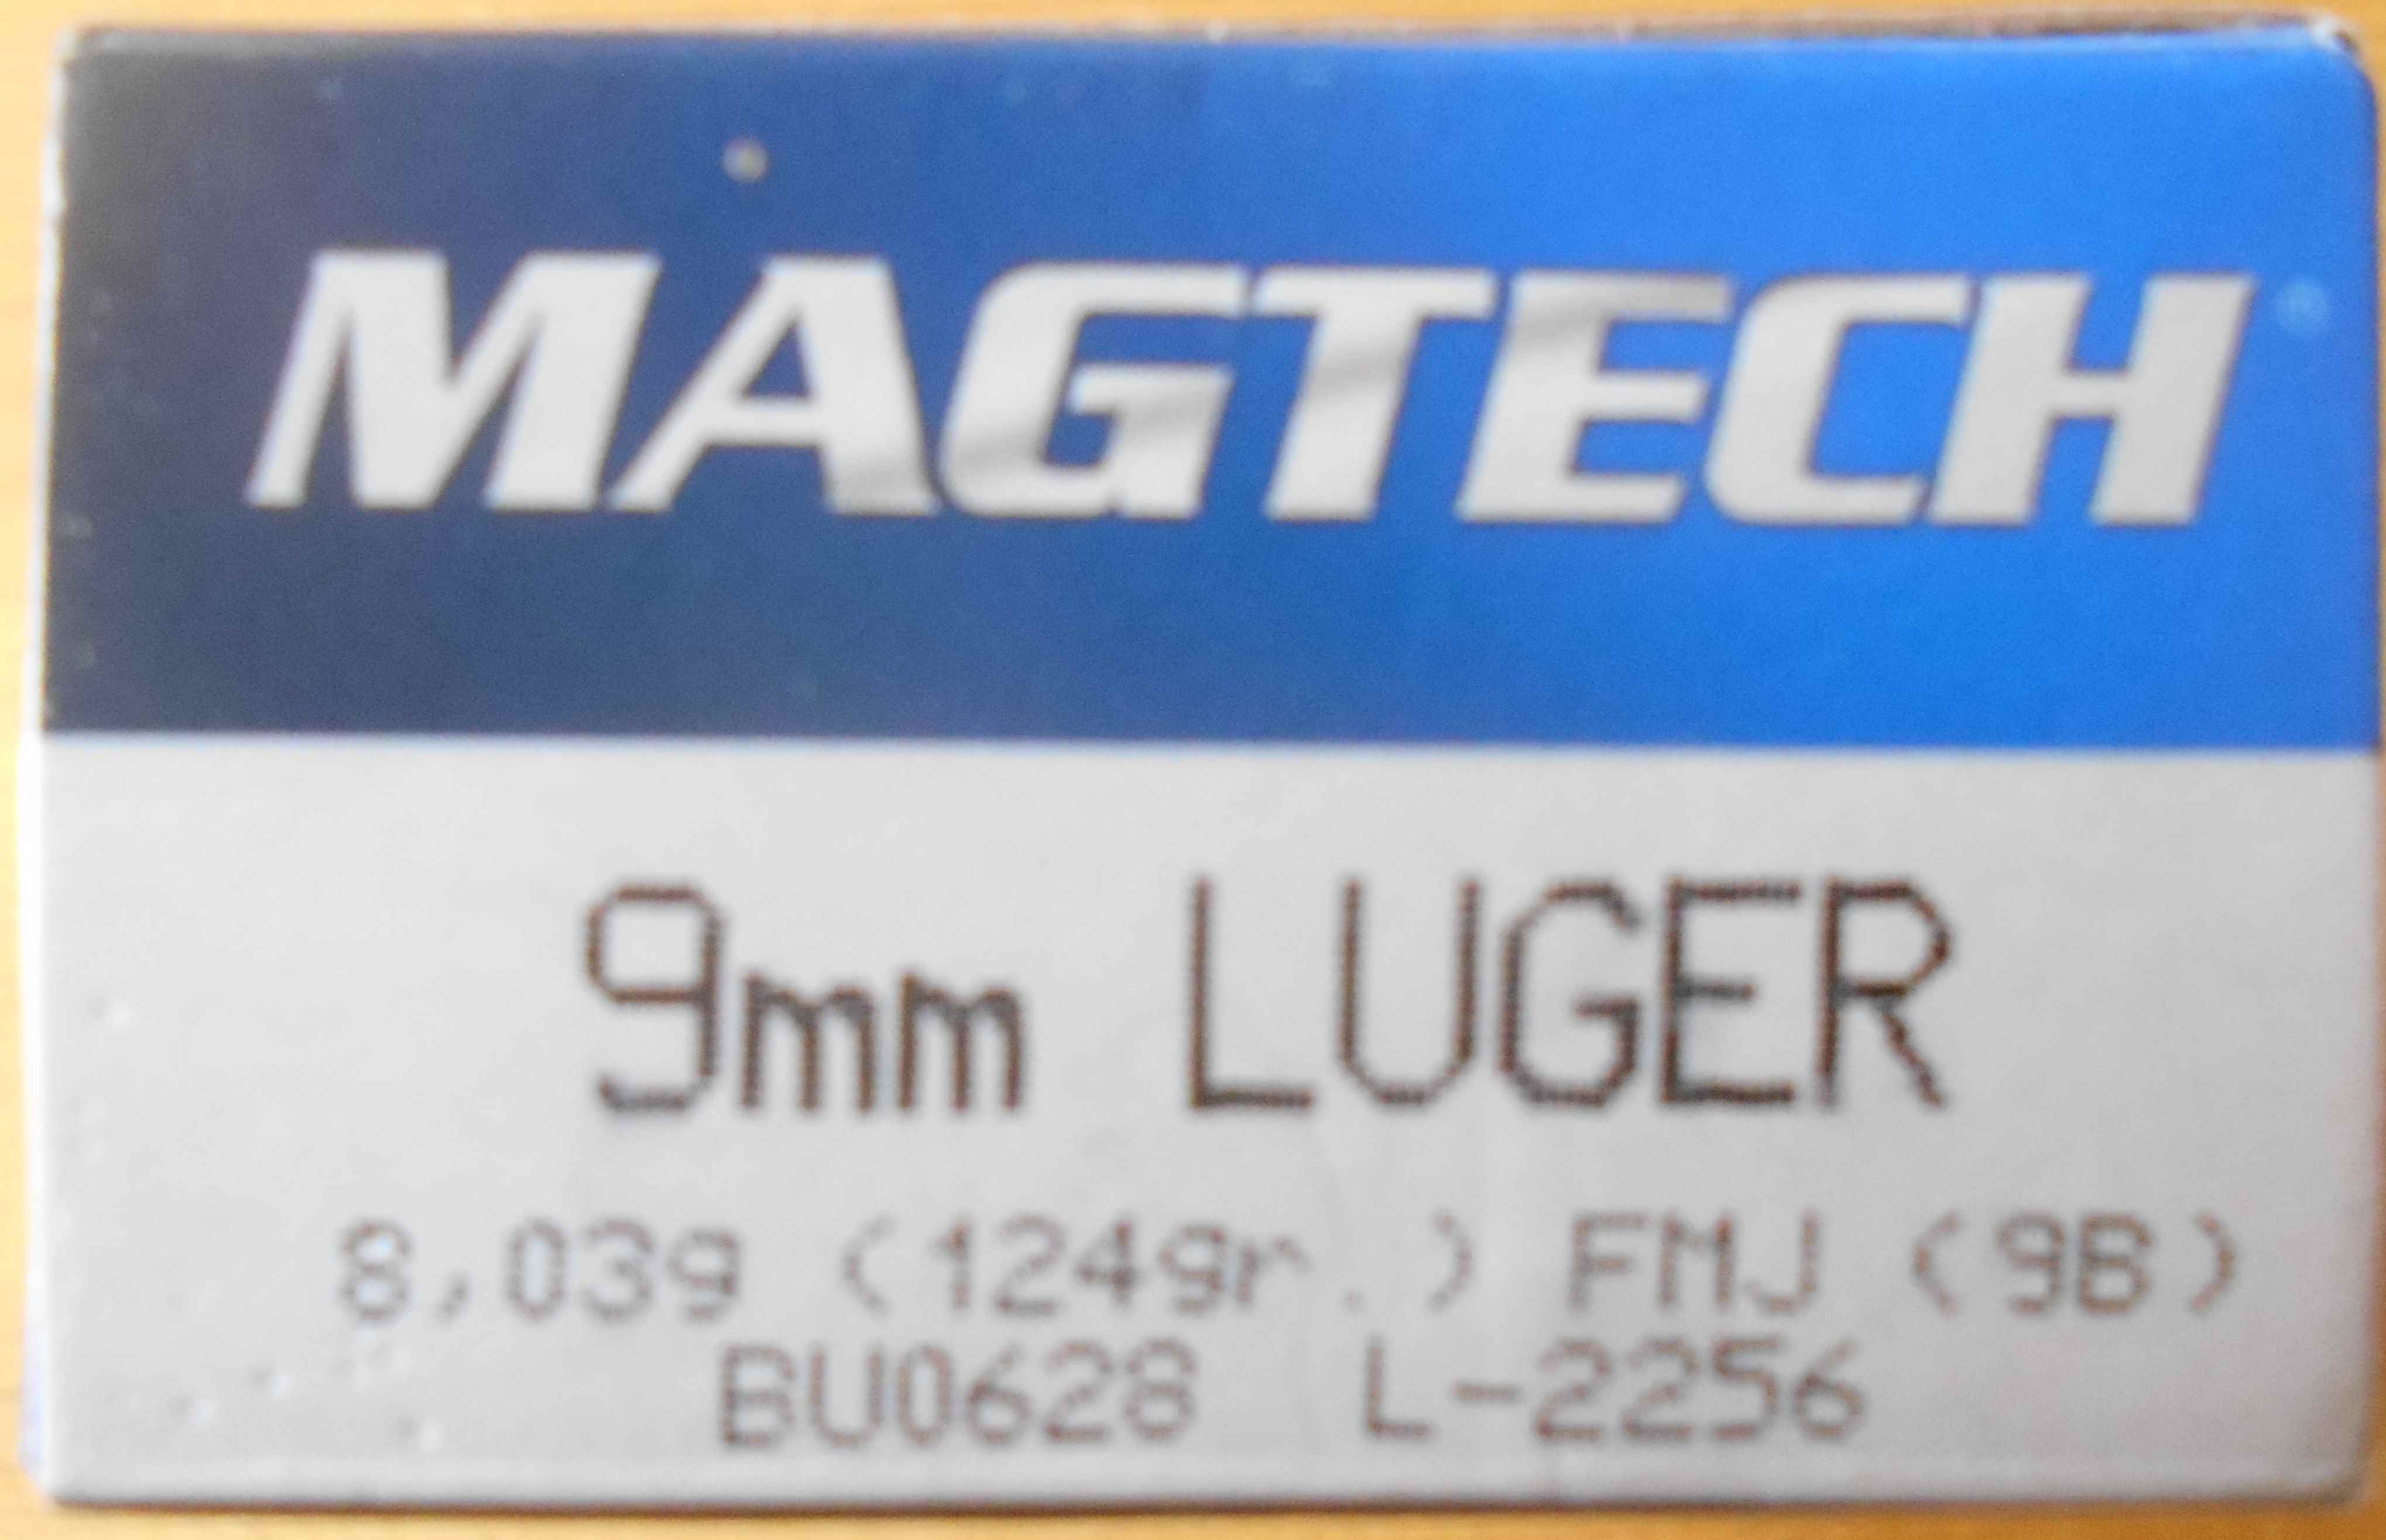 MAGTECH
9mm LUGER
8,03g (124gr.) FMJ (9B)
BU0628 L-2256